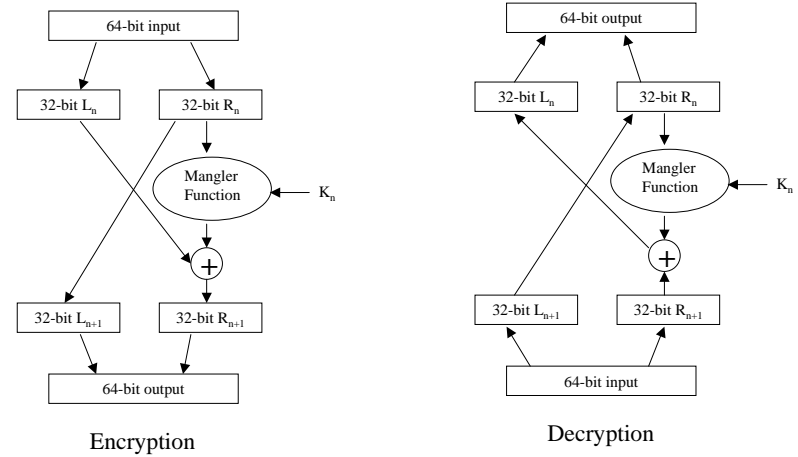 64-bit input
32-bit Lₙ
32-bit Rₙ
Mangler
Function
Kₙ
+
32-bit Lₙ₊₁
32-bit Rₙ₊₁
64-bit output
Encryption
64-bit output
32-bit Lₙ
32-bit Rₙ
Mangler
Function
Kₙ
+
32-bit Lₙ₊₁
32-bit Rₙ₊₁
64-bit input
Decryption